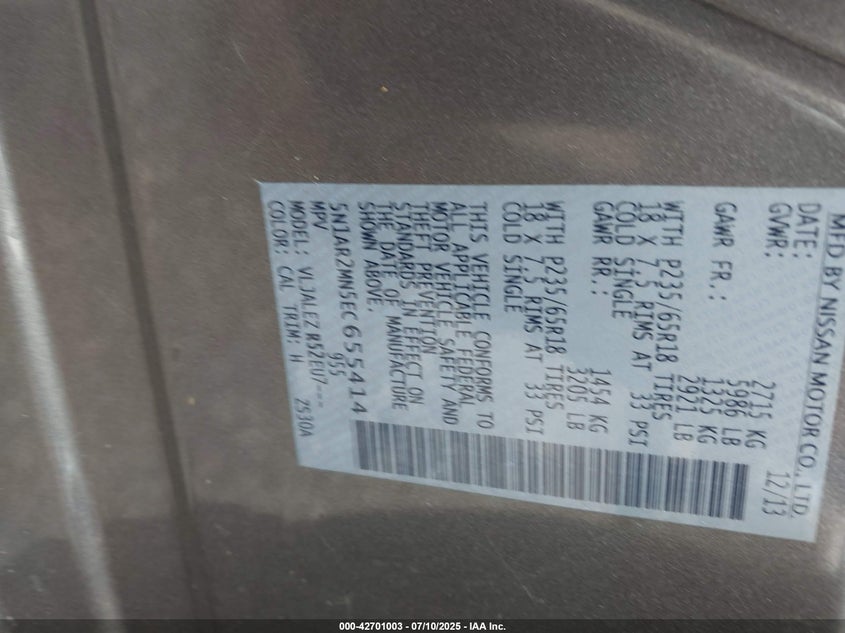 MFD BY NISSAN MOTOR CO., LTD.
DATE: 12/13
GVWR: 2715 KG
5986 LB
GAWR FR.: 1325 KG
2921 LB
WITH P235/65R18 TIRES
18 X 7.5 RIMS AT 33 PSI
COLD SINGLE
GAWR RR.: 1454 KG
3205 LB
WITH P235/65R18 TIRES
18 X 7.5 RIMS AT 33 PSI
COLD SINGLE
THIS VEHICLE CONFORMS TO
ALL APPLICABLE FEDERAL
MOTOR VEHICLE SAFETY AND
THEFT PREVENTION
STANDARDS IN EFFECT ON
THE DATE OF MANUFACTURE
SHOWN ABOVE.
5N1AR2MN5EC655414
MPV 955
MODEL: VLJALEZ R52EU7---
COLOR: CAL TRIM: H 2530A
000-42701003 - 07/10/2025 - IAA Inc.